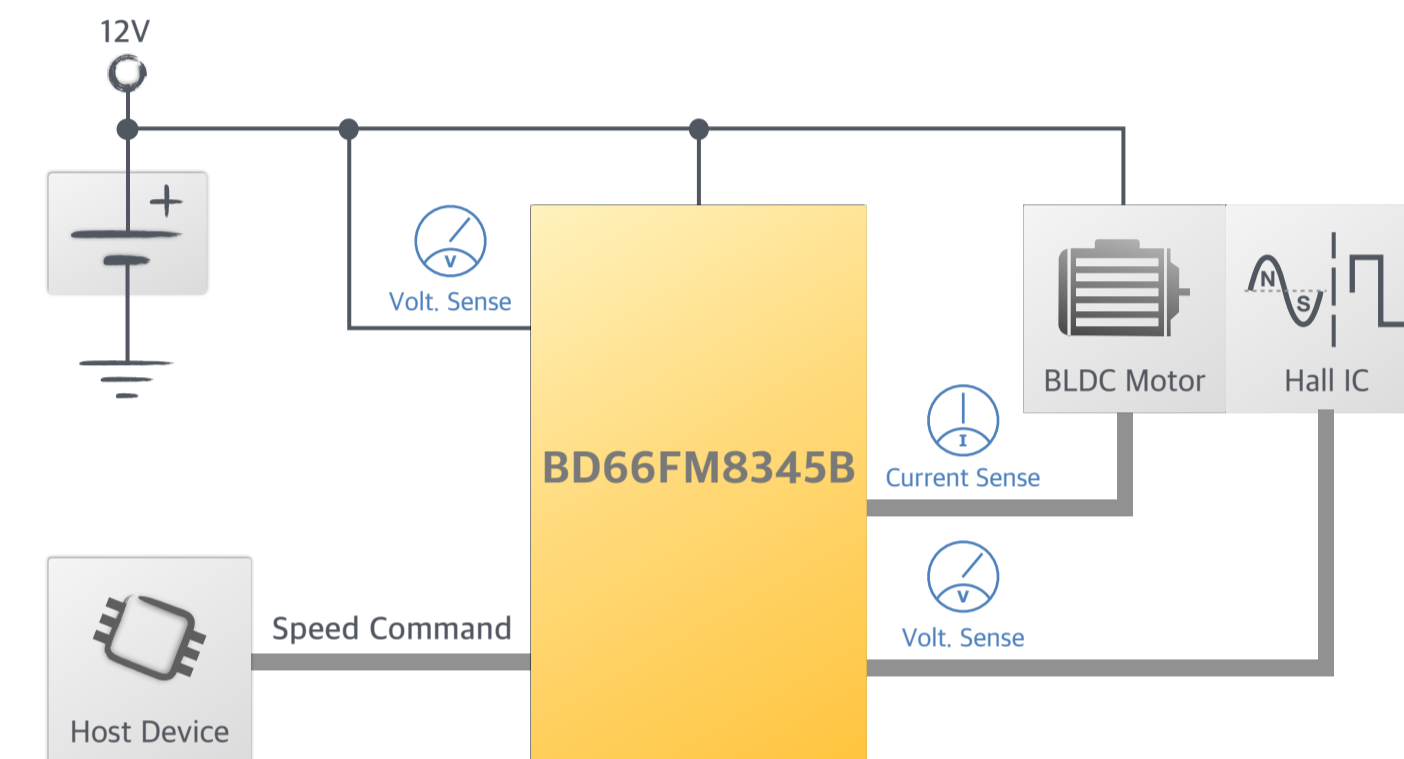 12V
+
V
Volt. Sense
N
S
BLDC Motor
Hall IC
I
Current Sense
BD66FM8345B
V
Volt. Sense
Speed Command
Host Device